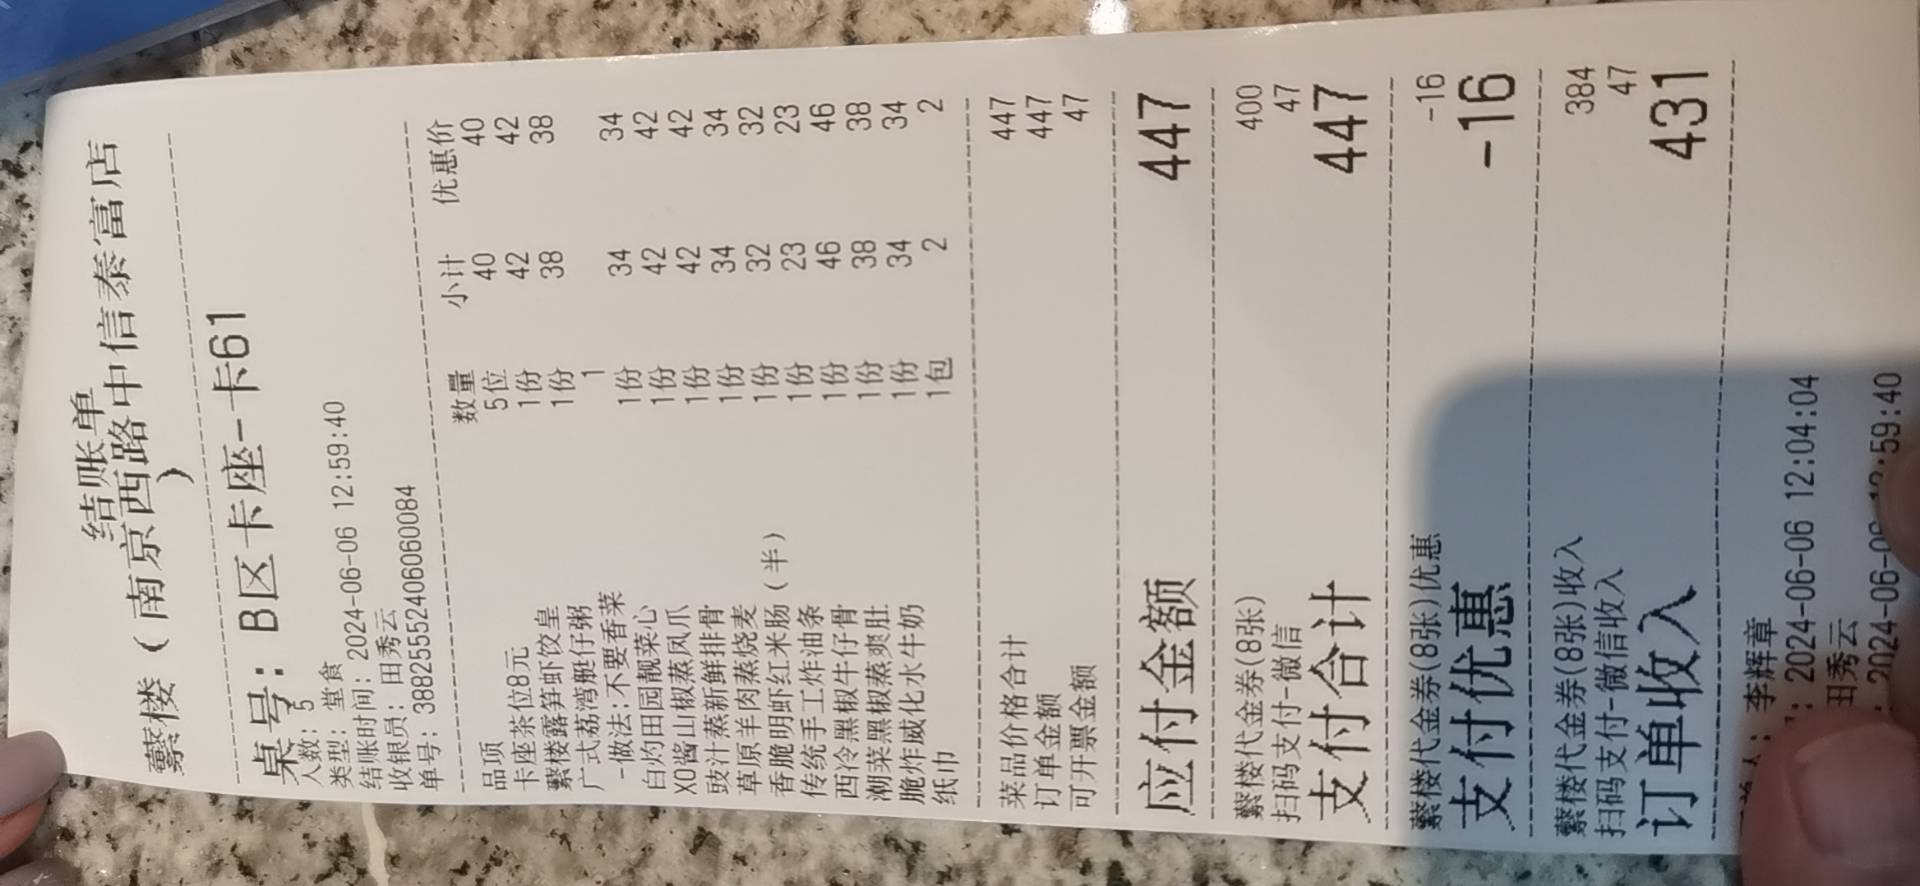 结账单
蘩楼（南京西路中信泰富店
）
桌号：B区卡座-卡61
人数: 5
类型: 堂食
结账时间: 2024-06-06 12:59:40
收银员: 田秀云
单号: 3882555240606060084
品项 数量 小计 优惠价
卡座茶位8元 5位 40 40
蘩楼露笋虾饺皇 1份 42 42
广式荔湾艇仔粥 1份 38 38
-做法:不要香菜 1
白灼田园靓菜心 1份 34 34
XO酱山椒蒸凤爪 1份 42 42
豉汁蒸新鲜排骨 1份 42 42
草原羊肉蒸烧麦 1份 34 34
香脆明虾红米肠（半） 1份 32 32
传统手工炸油条 1份 23 23
西冷黑椒牛仔骨 1份 46 46
潮菜黑椒蒸爽肚 1份 38 38
脆炸威化水牛奶 1份 34 34
纸巾 1包 2 2
菜品价格合计 447
订单金额 447
可开票金额 47
应付金额 447
蘩楼代金券(8张) 400
扫码支付-微信 47
支付合计 447
蘩楼代金券(8张)优惠 -16
支付优惠 -16
蘩楼代金券(8张)收入 384
扫码支付-微信收入 47
订单收入 431
人: 李辉章
: 2024-06-06 12:04:04
田秀云
: 2024-06-06 12:59:40